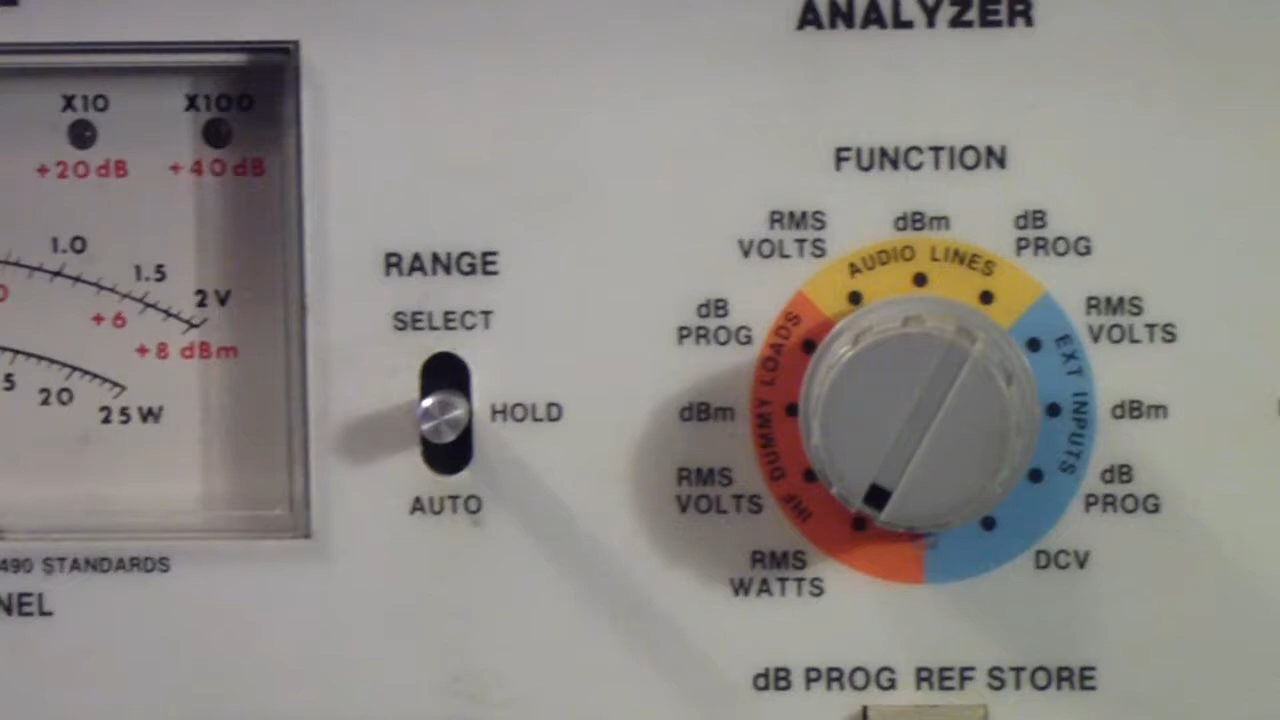 ANALYZER
X10
X100
+20dB
+40dB
1.0
1.5
2V
+6
+8 dBm
5
20
25W
490 STANDARDS
NEL
RANGE
SELECT
HOLD
AUTO
FUNCTION
RMS
VOLTS
dBm
dB
PROG
AUDIO LINES
dB
PROG
RMS
VOLTS
IHF DUMMY LOADS
EXT INPUTS
dBm
dBm
RMS
VOLTS
dB
PROG
RMS
WATTS
DCV
dB PROG REF STORE